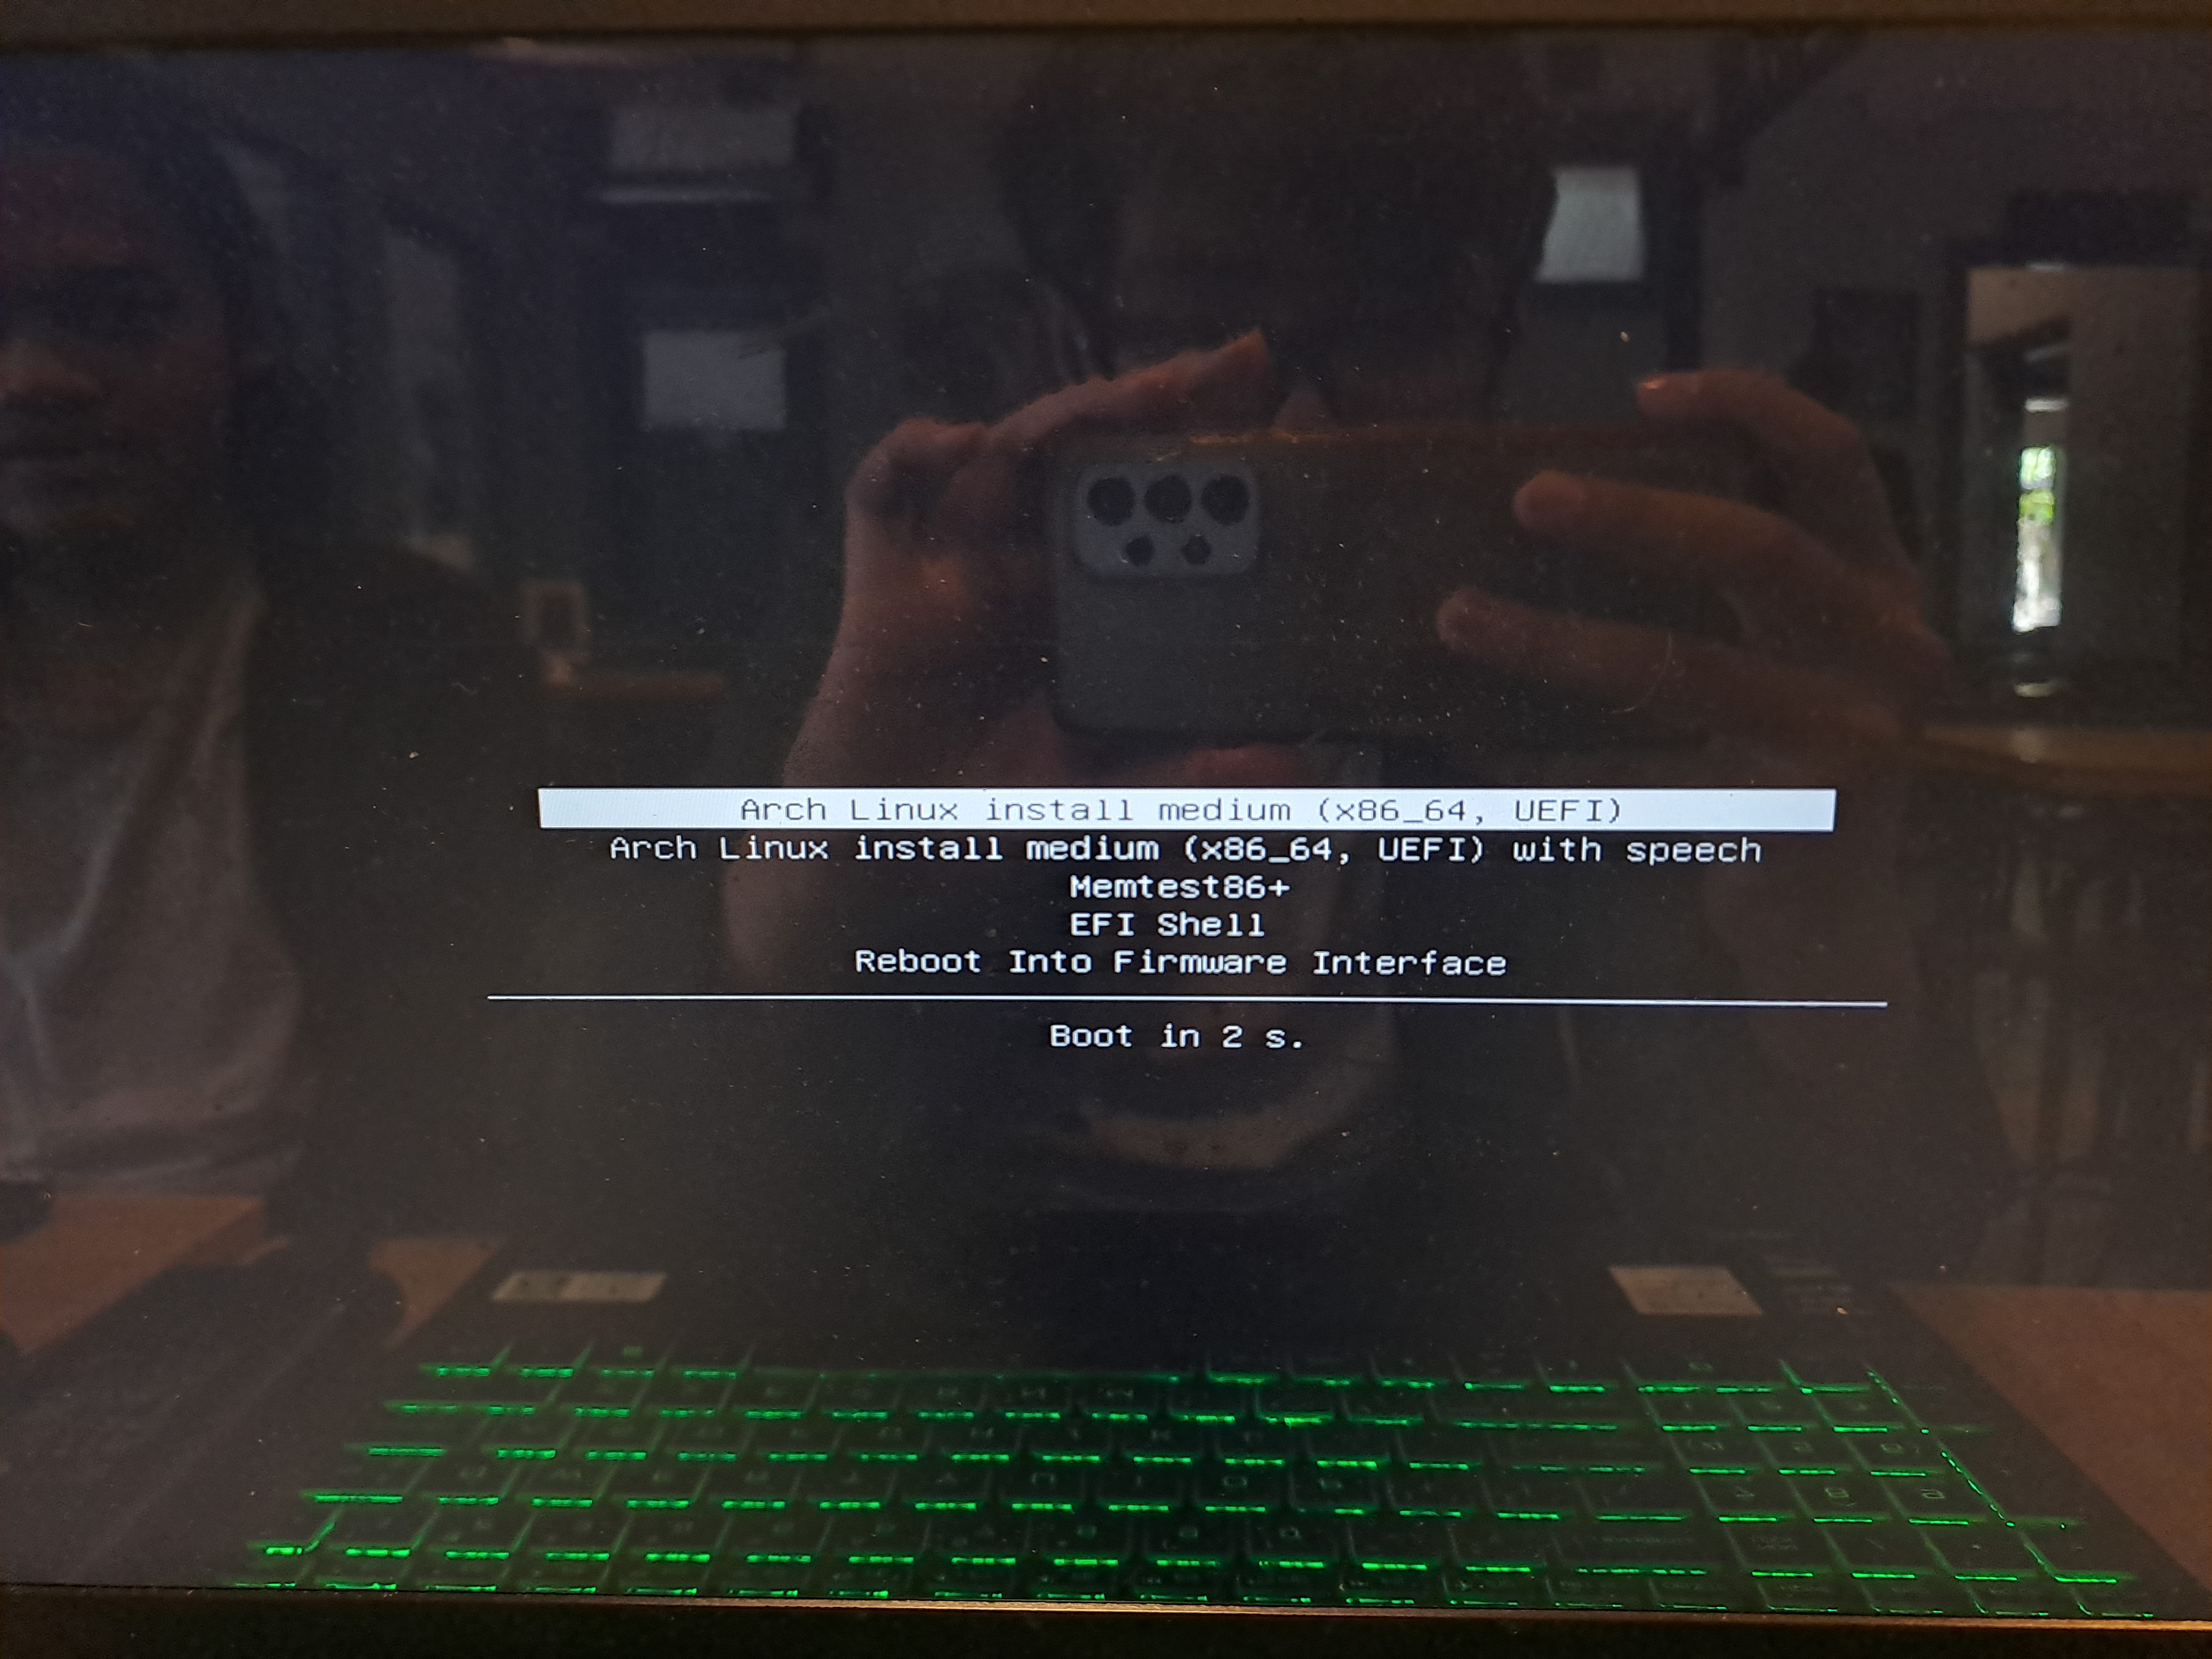 Arch Linux install medium (x86_64, UEFI)
Arch Linux install medium (x86_64, UEFI) with speech
Memtest86+
EFI Shell
Reboot Into Firmware Interface
Boot in 2 s.